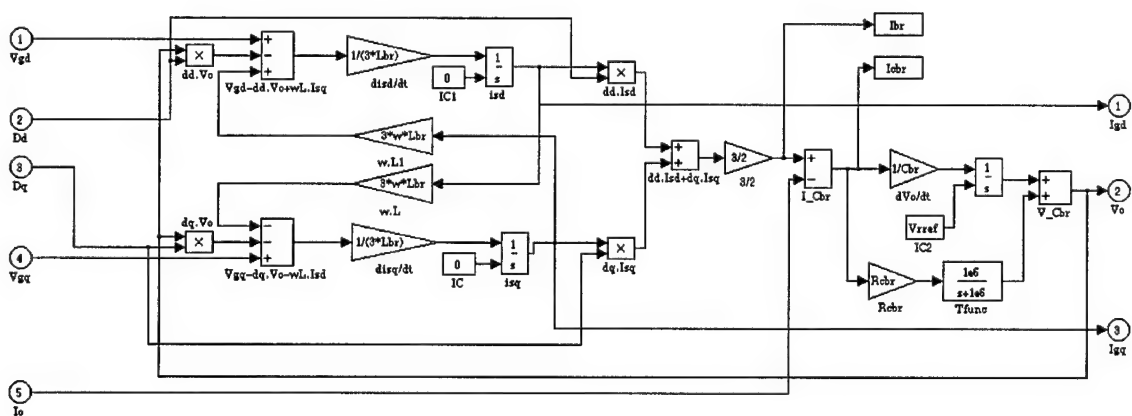 1
Vgd
2
Dd
3
Dq
4
Vgq
5
Io
×
dd.Vo
+
−
+
Vgd-dd.Vo+wL.Isq
1/(3*Lbr)
disd/dt
0
IC1
1
s
isd
3*w*Lbr
w.L1
3*w*Lbr
w.L
×
dq.Vo
−
−
+
Vgq-dq.Vo-wL.Isd
1/(3*Lbr)
disq/dt
0
IC
1
s
isq
×
dd.Isd
×
dq.Isq
+
+
dd.Isd+dq.Isq
3/2
3/2
Ibr
Icbr
+
−
I_Cbr
1/Cbr
dVo/dt
Vrref
IC2
1
s
Rcbr
Rcbr
1e6
s+1e6
Tfunc
+
+
V_Cbr
1
Igd
2
Vo
3
Igq